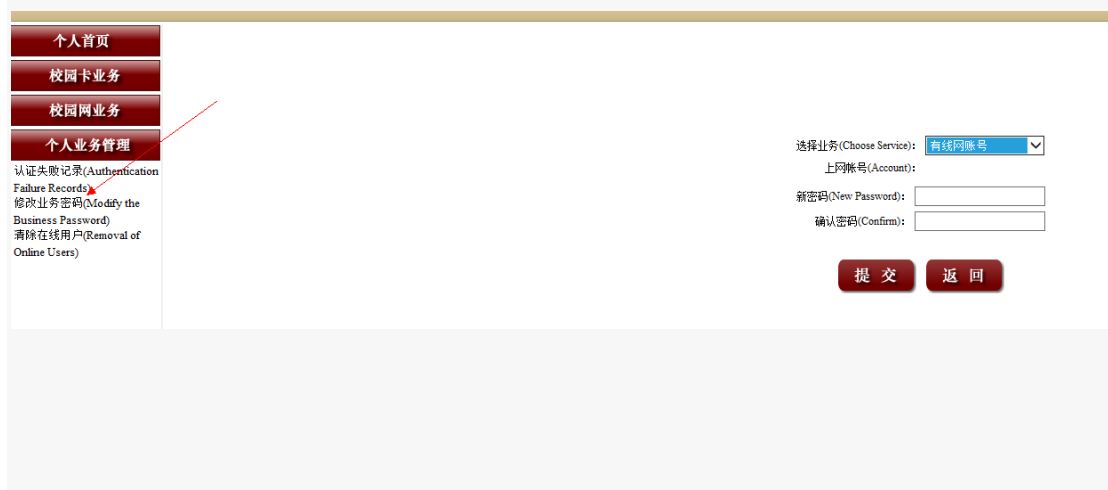 个人首页
校园卡业务
校园网业务
个人业务管理
认证失败记录(Authentication
Failure Records)
修改业务密码(Modify the
Business Password)
清除在线用户(Removal of
Online Users)
选择业务(Choose Service)： 有线网账号
上网帐号(Account)：
新密码(New Password)：
确认密码(Confirm)：
提 交 返 回